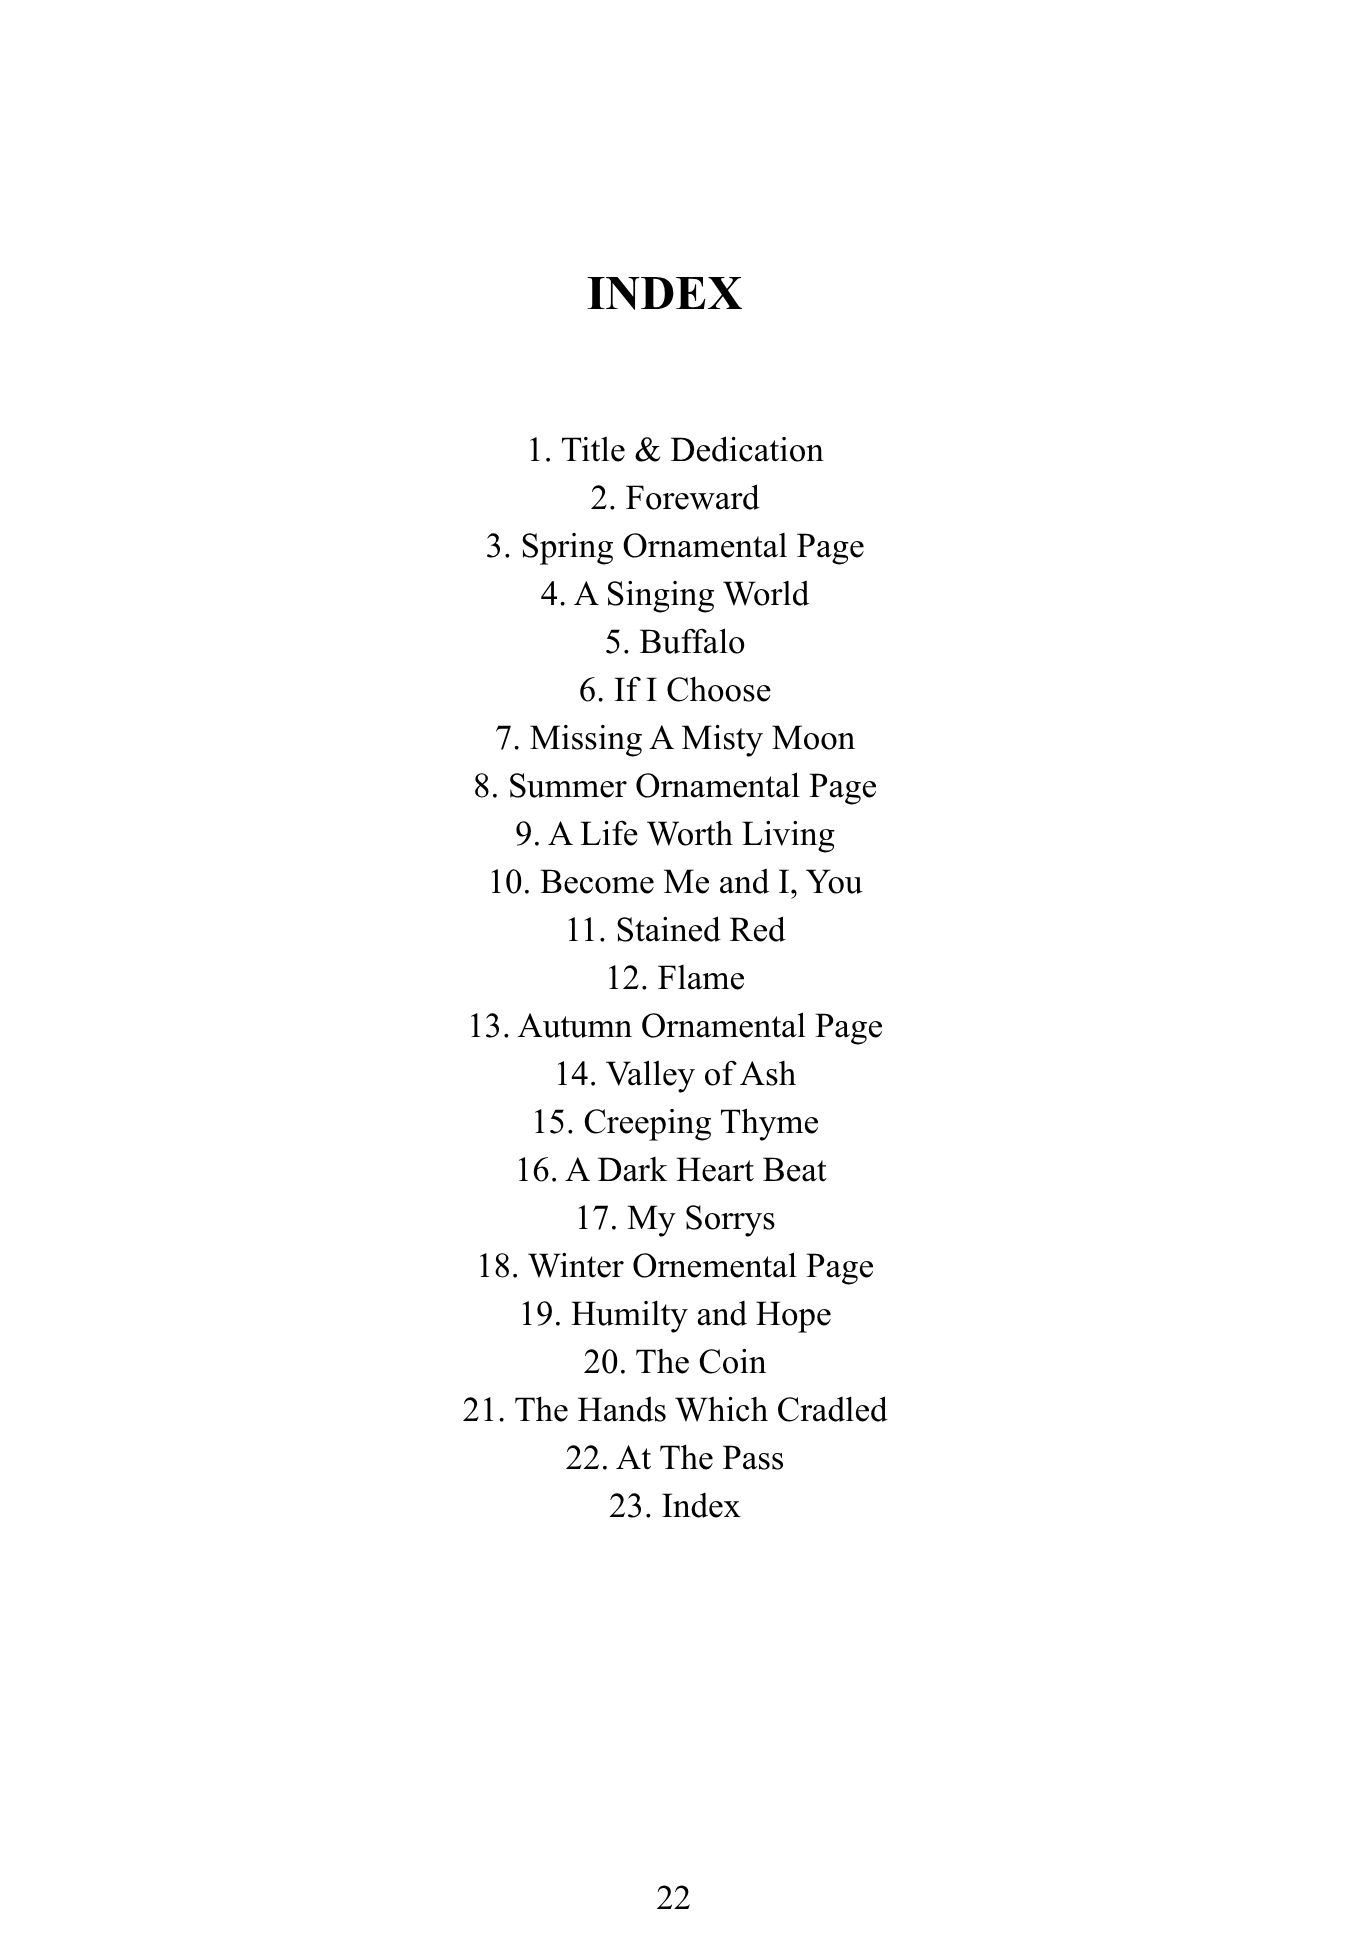 INDEX
1. Title & Dedication
2. Foreward
3. Spring Ornamental Page
4. A Singing World
5. Buffalo
6. If I Choose
7. Missing A Misty Moon
8. Summer Ornamental Page
9. A Life Worth Living
10. Become Me and I, You
11. Stained Red
12. Flame
13. Autumn Ornamental Page
14. Valley of Ash
15. Creeping Thyme
16. A Dark Heart Beat
17. My Sorrys
18. Winter Ornemental Page
19. Humilty and Hope
20. The Coin
21. The Hands Which Cradled
22. At The Pass
23. Index
22